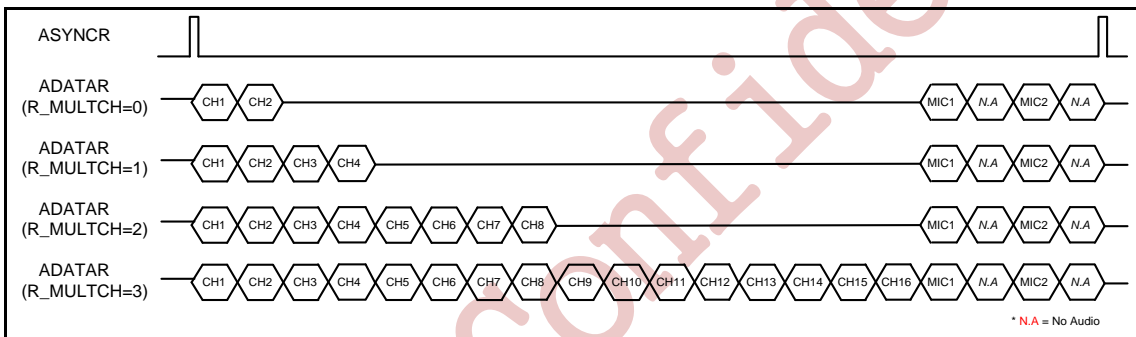 ASYNCR
ADATAR
(R_MULTCH=0)
CH1 CH2 MIC1 N.A MIC2 N.A
ADATAR
(R_MULTCH=1)
CH1 CH2 CH3 CH4 MIC1 N.A MIC2 N.A
ADATAR
(R_MULTCH=2)
CH1 CH2 CH3 CH4 CH5 CH6 CH7 CH8 MIC1 N.A MIC2 N.A
ADATAR
(R_MULTCH=3)
CH1 CH2 CH3 CH4 CH5 CH6 CH7 CH8 CH9 CH10 CH11 CH12 CH13 CH14 CH15 CH16 MIC1 N.A MIC2 N.A
* N.A = No Audio
Confide